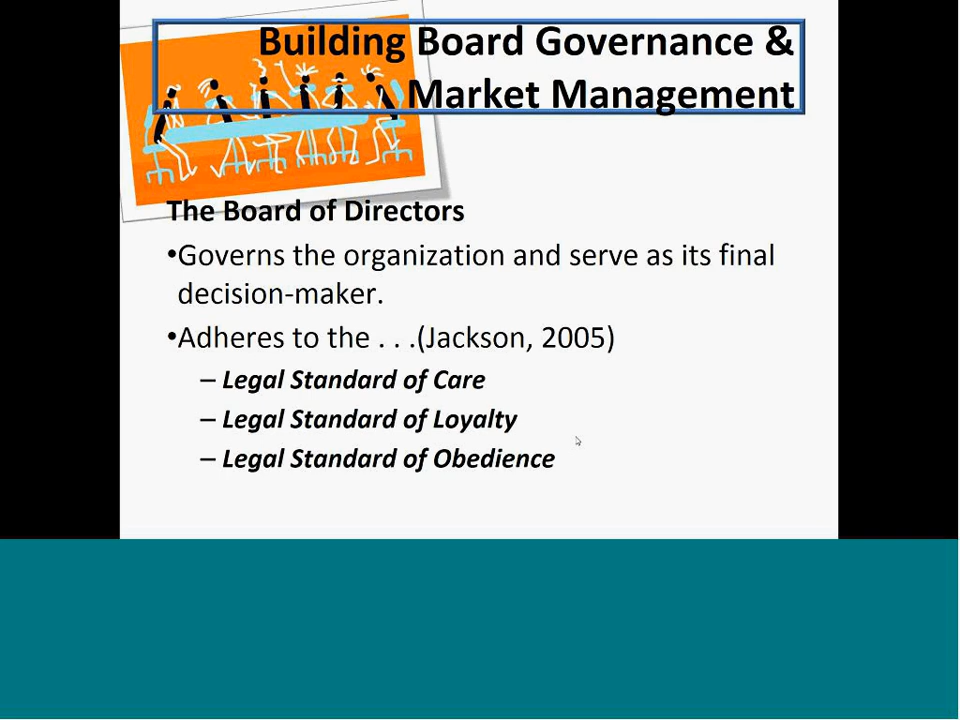 Building Board Governance &
Market Management
The Board of Directors
•Governs the organization and serve as its final
decision-maker.
•Adheres to the . . .(Jackson, 2005)
– Legal Standard of Care
– Legal Standard of Loyalty
– Legal Standard of Obedience